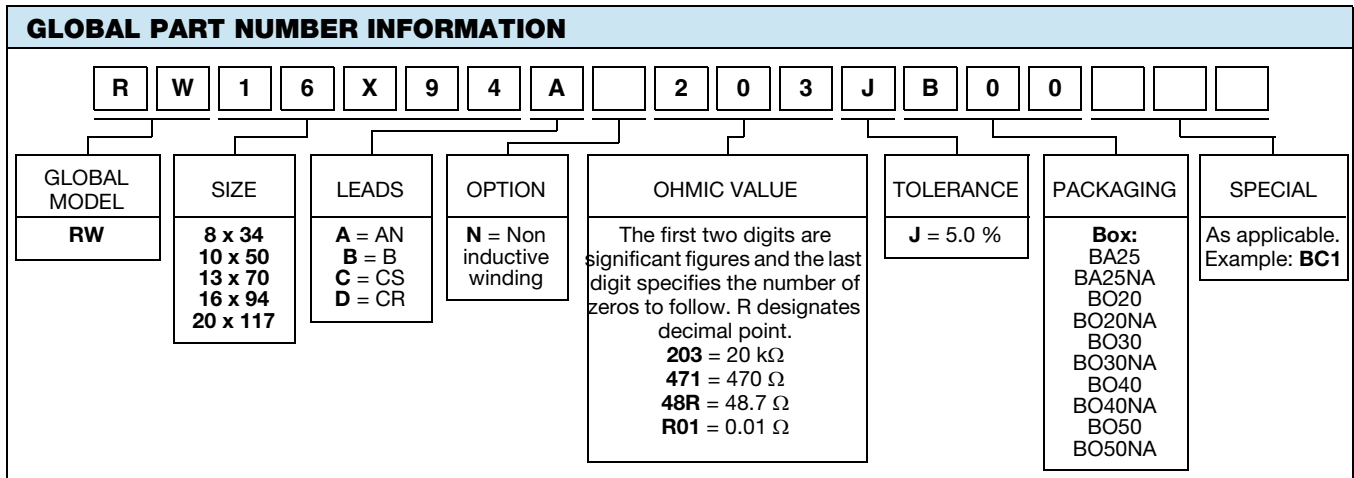 GLOBAL PART NUMBER INFORMATION
R W 1 6 X 9 4 A 2 0 3 J B 0 0
GLOBAL
MODEL
RW
SIZE
8 x 34
10 x 50
13 x 70
16 x 94
20 x 117
LEADS
A = AN
B = B
C = CS
D = CR
OPTION
N = Non
inductive
winding
OHMIC VALUE
The first two digits are
significant figures and the last
digit specifies the number of
zeros to follow. R designates
decimal point.
203 = 20 kΩ
471 = 470 Ω
48R = 48.7 Ω
R01 = 0.01 Ω
TOLERANCE
J = 5.0 %
PACKAGING
Box:
BA25
BA25NA
BO20
BO20NA
BO30
BO30NA
BO40
BO40NA
BO50
BO50NA
SPECIAL
As applicable.
Example: BC1